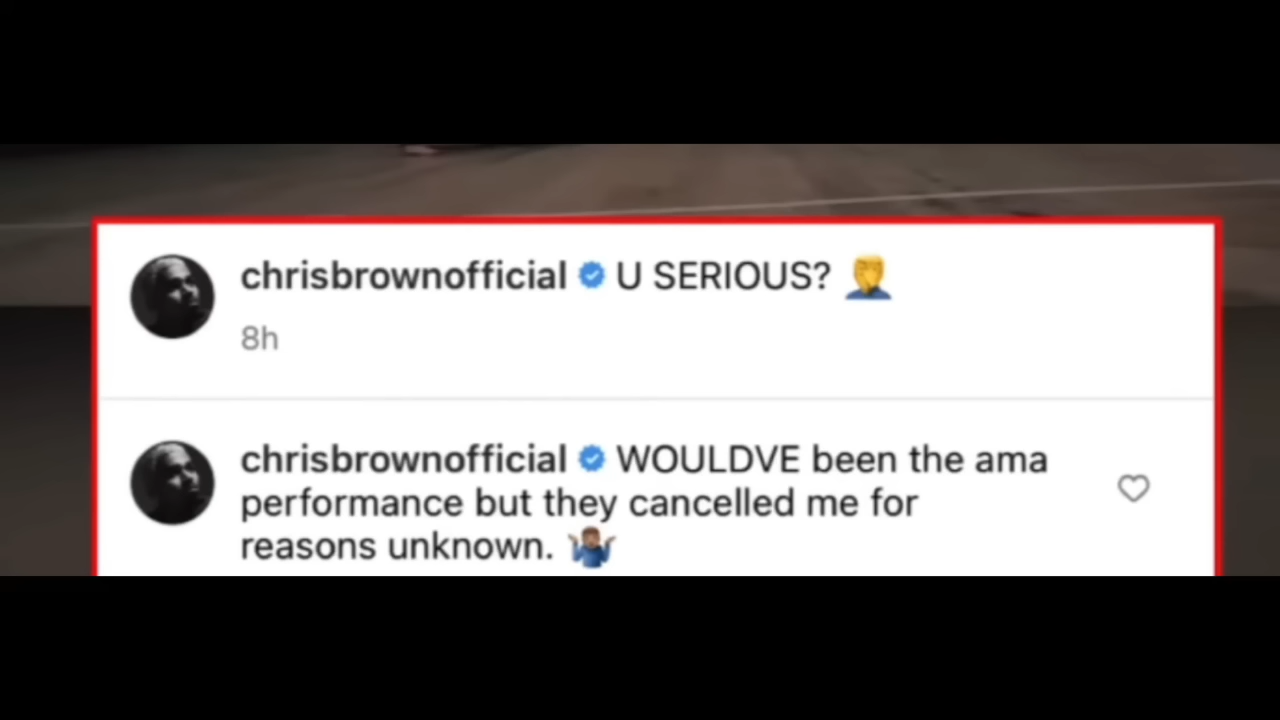 chrisbrownofficial U SERIOUS? 🤦‍♂️
8h
chrisbrownofficial WOULDVE been the ama
performance but they cancelled me for
reasons unknown. 🤷🏽‍♂️